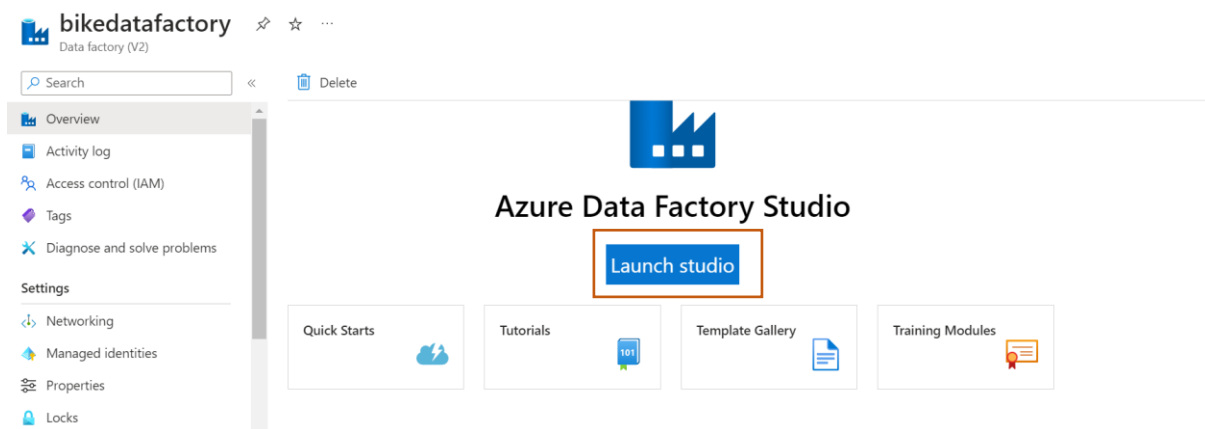 bikedatafactory
Data factory (V2)
Search
Delete
Overview
Activity log
Access control (IAM)
Tags
Diagnose and solve problems
Settings
Networking
Managed identities
Properties
Locks
Azure Data Factory Studio
Launch studio
Quick Starts
Tutorials
101
Template Gallery
Training Modules